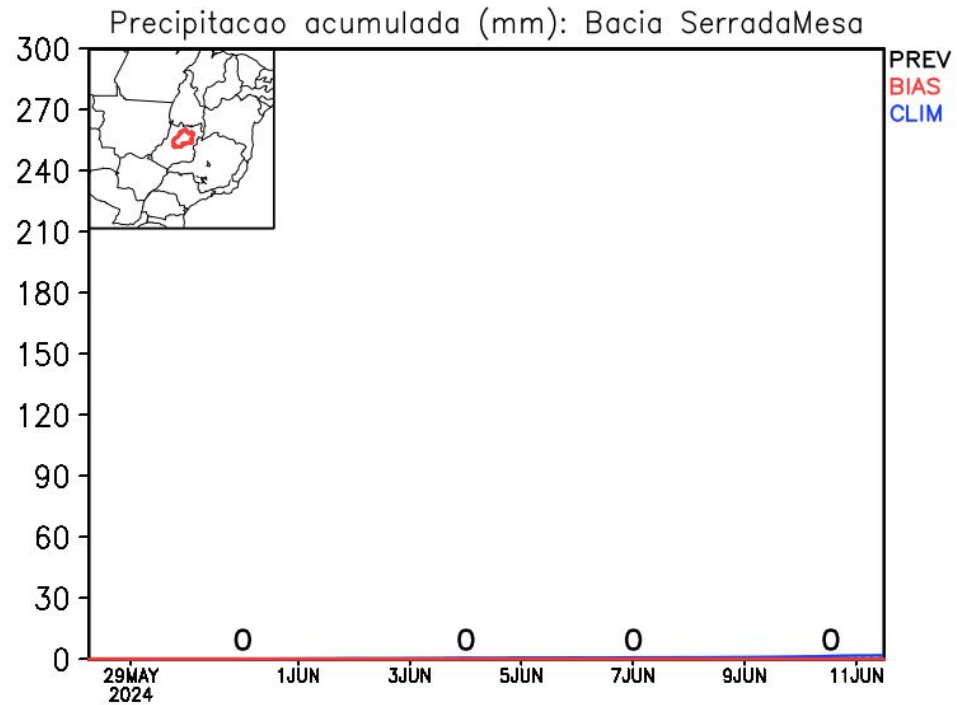 Precipitacao acumulada (mm): Bacia SerradaMesa
PREV
BIAS
CLIM
300
270
240
210
180
150
120
90
60
30
0
0 0 0 0
29MAY 1JUN 3JUN 5JUN 7JUN 9JUN 11JUN
2024